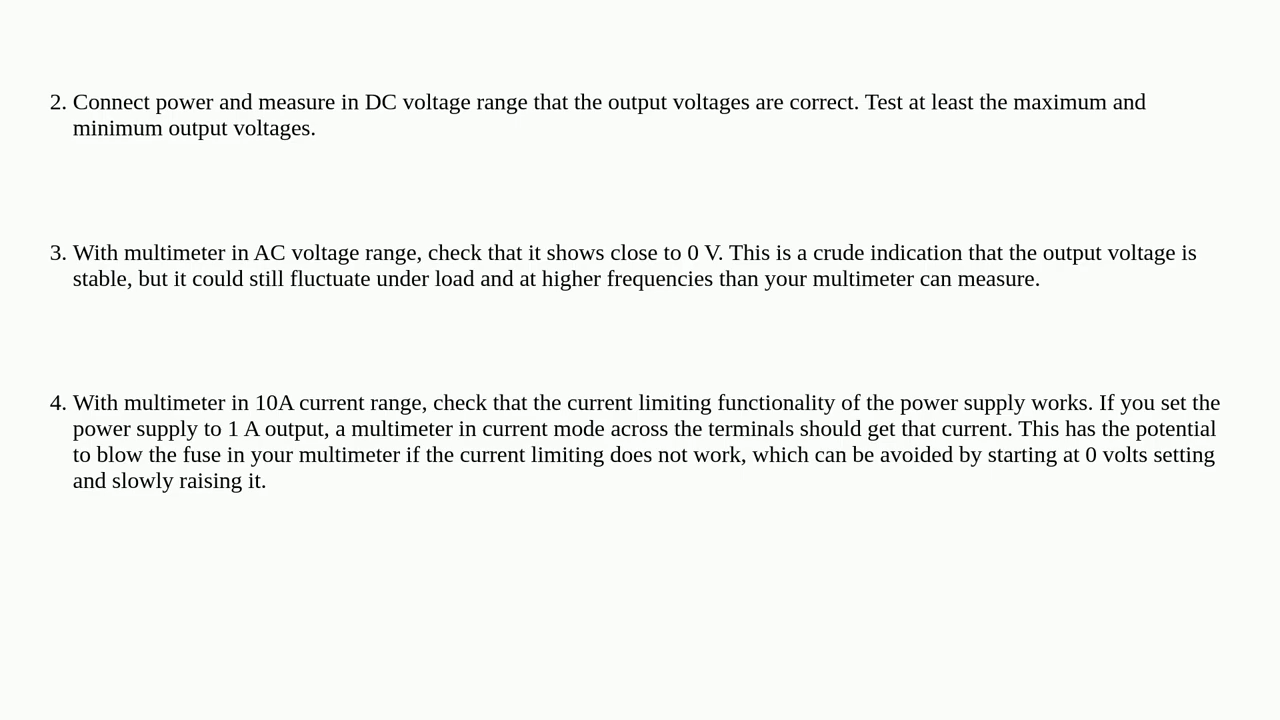 2. Connect power and measure in DC voltage range that the output voltages are correct. Test at least the maximum and
minimum output voltages.
3. With multimeter in AC voltage range, check that it shows close to 0 V. This is a crude indication that the output voltage is
stable, but it could still fluctuate under load and at higher frequencies than your multimeter can measure.
4. With multimeter in 10A current range, check that the current limiting functionality of the power supply works. If you set the
power supply to 1 A output, a multimeter in current mode across the terminals should get that current. This has the potential
to blow the fuse in your multimeter if the current limiting does not work, which can be avoided by starting at 0 volts setting
and slowly raising it.